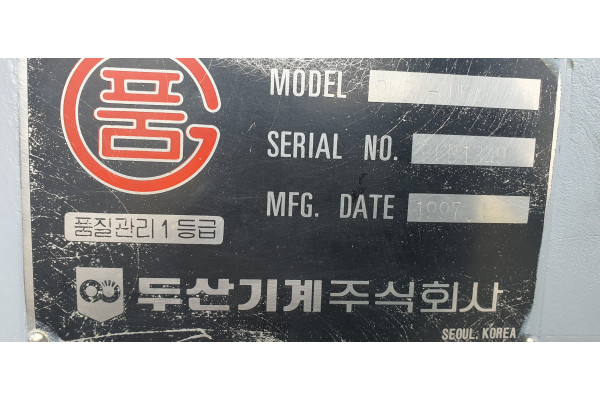 품
MODEL
SERIAL NO.
MFG. DATE 1997.
품질관리1등급
두산기계주식회사
SEOUL, KOREA